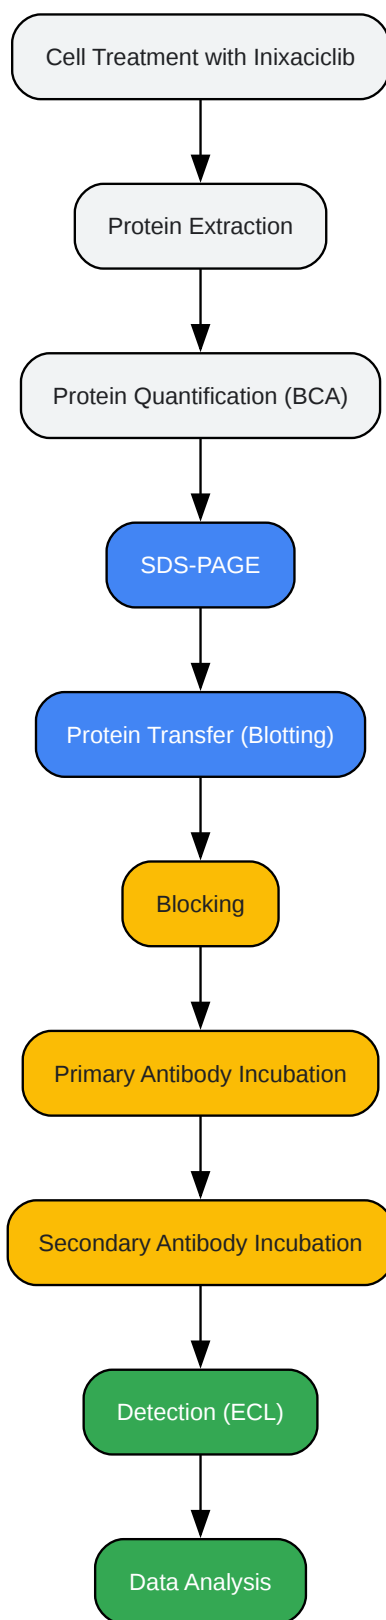 Cell Treatment with Inixaciclib
Protein Extraction
Protein Quantification (BCA)
SDS-PAGE
Protein Transfer (Blotting)
Blocking
Primary Antibody Incubation
Secondary Antibody Incubation
Detection (ECL)
Data Analysis